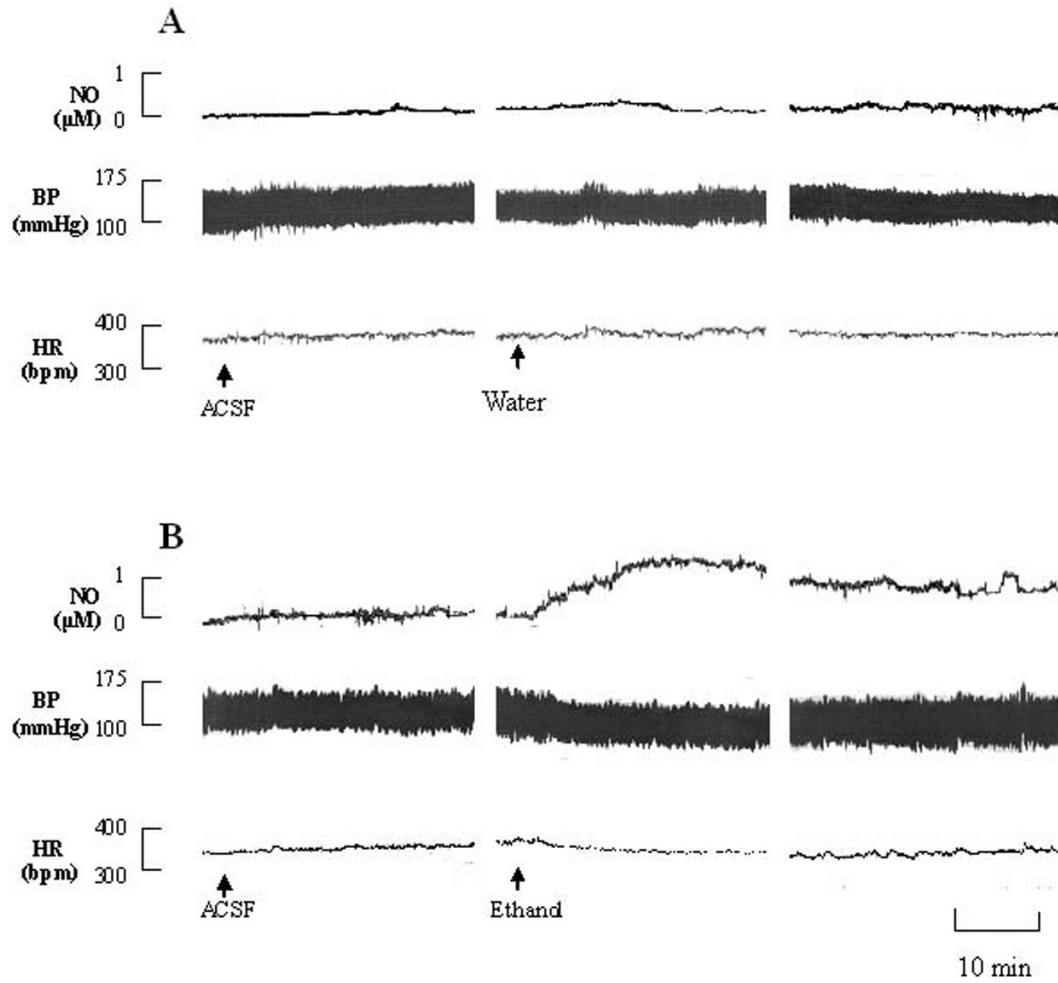 A
NO
(µM)
1
0
BP
(mmHg)
175
100
HR
(bpm)
400
300
ACSF
Water
B
NO
(µM)
1
0
BP
(mmHg)
175
100
HR
(bpm)
400
300
ACSF
Ethanol
10 min